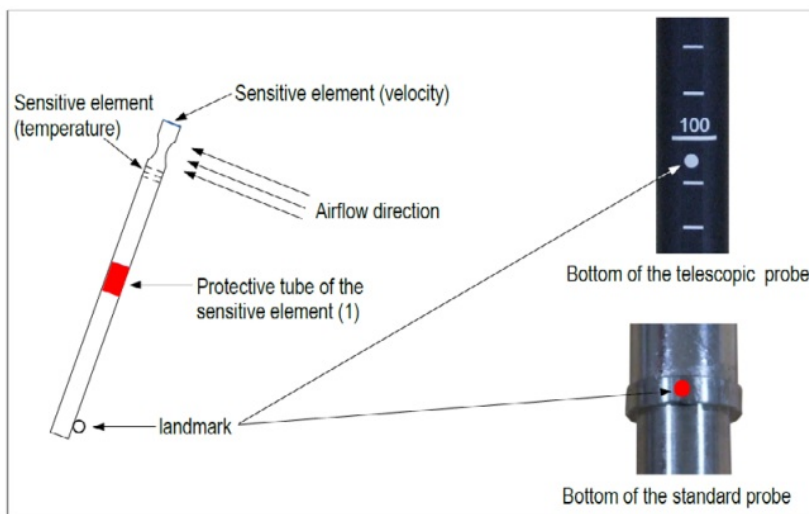 Sensitive element (velocity)
Sensitive element
(temperature)
100
Airflow direction
Bottom of the telescopic probe
Protective tube of the
sensitive element (1)
landmark
Bottom of the standard probe